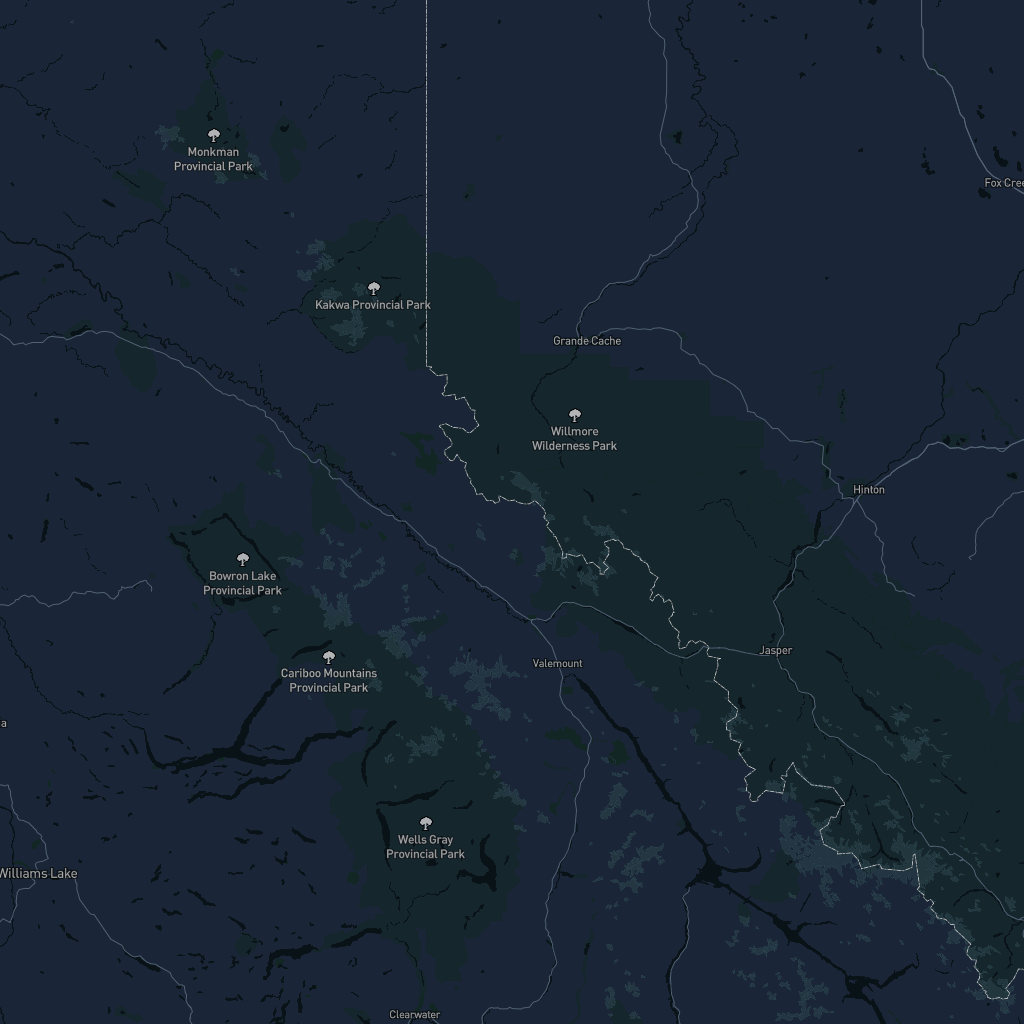 Monkman
Provincial Park
Fox Cree
Kakwa Provincial Park
Grande Cache
Willmore
Wilderness Park
Hinton
Bowron Lake
Provincial Park
Jasper
Valemount
Cariboo Mountains
Provincial Park
a
Wells Gray
Provincial Park
Williams Lake
Clearwater